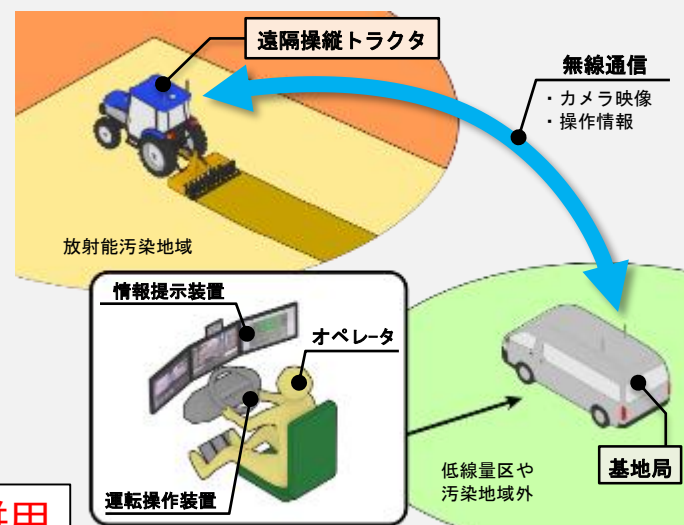 遠隔操縦トラクタ
無線通信
・カメラ映像
・操作情報
放射能汚染地域
情報提示装置
オペレータ
運転操作装置
低線量区や
汚染地域外
基地局